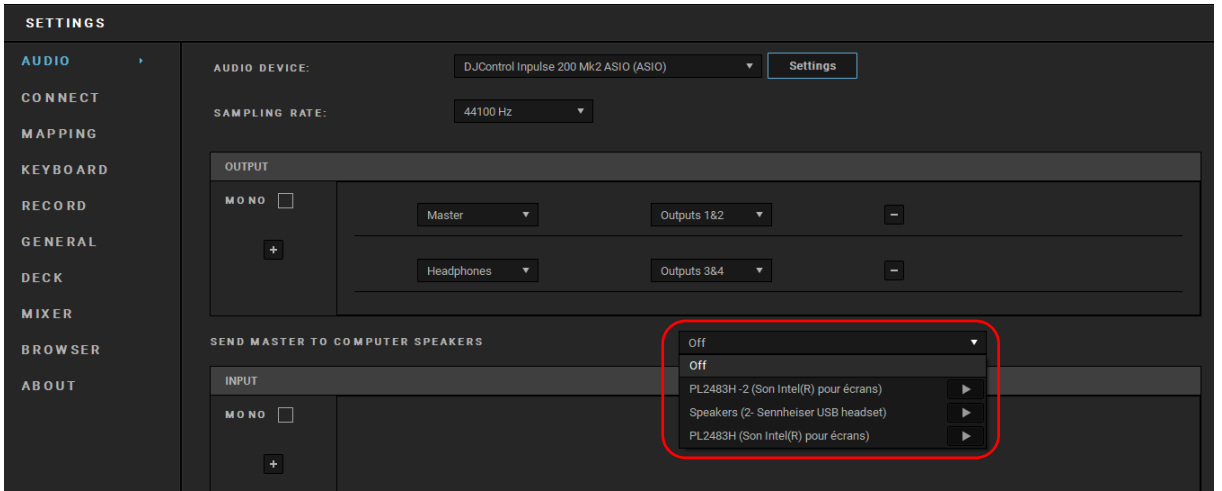 SETTINGS
AUDIO
CONNECT
MAPPING
KEYBOARD
RECORD
GENERAL
DECK
MIXER
BROWSER
ABOUT
AUDIO DEVICE: DJControl Inpulse 200 Mk2 ASIO (ASIO) Settings
SAMPLING RATE: 44100 Hz
OUTPUT
MONO
Master Outputs 1&2 −
+
Headphones Outputs 3&4 −
SEND MASTER TO COMPUTER SPEAKERS Off
Off
PL2483H -2 (Son Intel(R) pour écrans)
Speakers (2- Sennheiser USB headset)
PL2483H (Son Intel(R) pour écrans)
INPUT
MONO
+